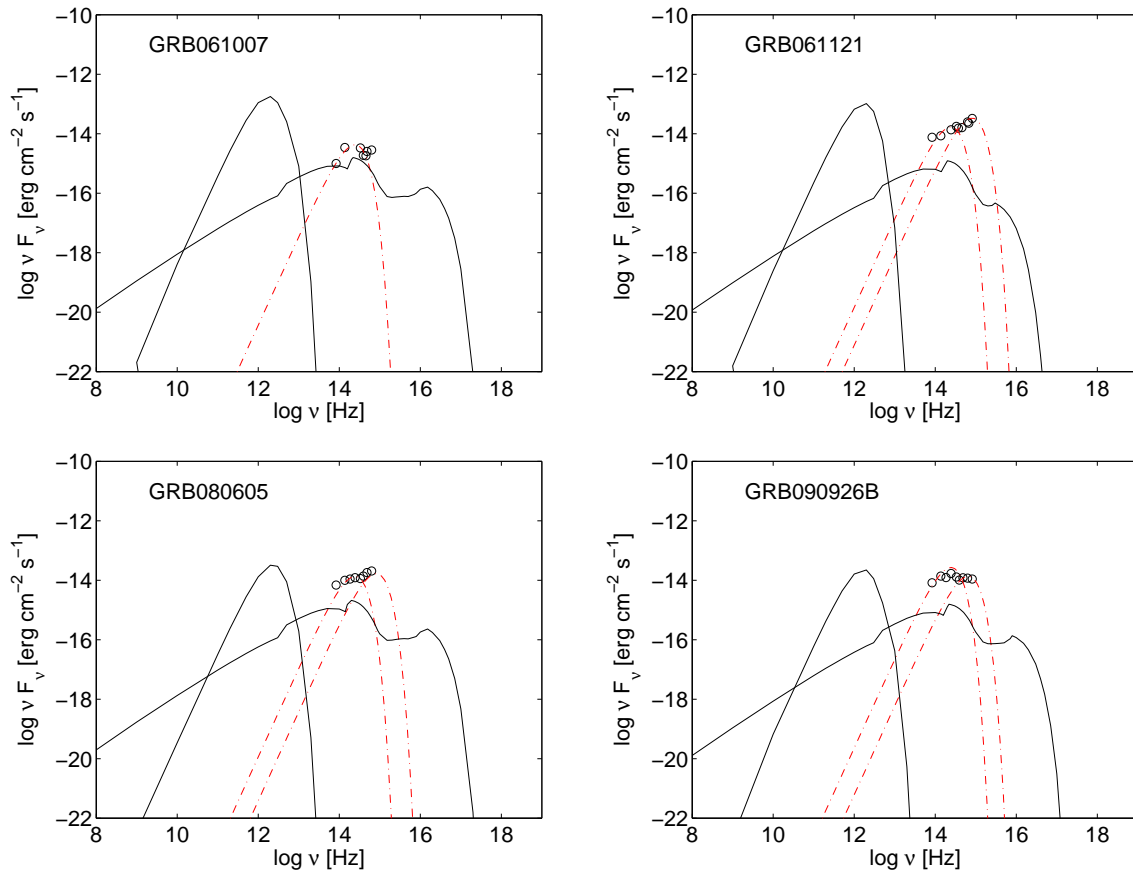 GRB061007
log ν F_ν [erg cm⁻² s⁻¹]
−10
−12
−14
−16
−18
−20
−22
8 10 12 14 16 18
log ν [Hz]
GRB061121
log ν F_ν [erg cm⁻² s⁻¹]
−10
−12
−14
−16
−18
−20
−22
8 10 12 14 16 18
log ν [Hz]
GRB080605
log ν F_ν [erg cm⁻² s⁻¹]
−10
−12
−14
−16
−18
−20
−22
8 10 12 14 16 18
log ν [Hz]
GRB090926B
log ν F_ν [erg cm⁻² s⁻¹]
−10
−12
−14
−16
−18
−20
−22
8 10 12 14 16 18
log ν [Hz]